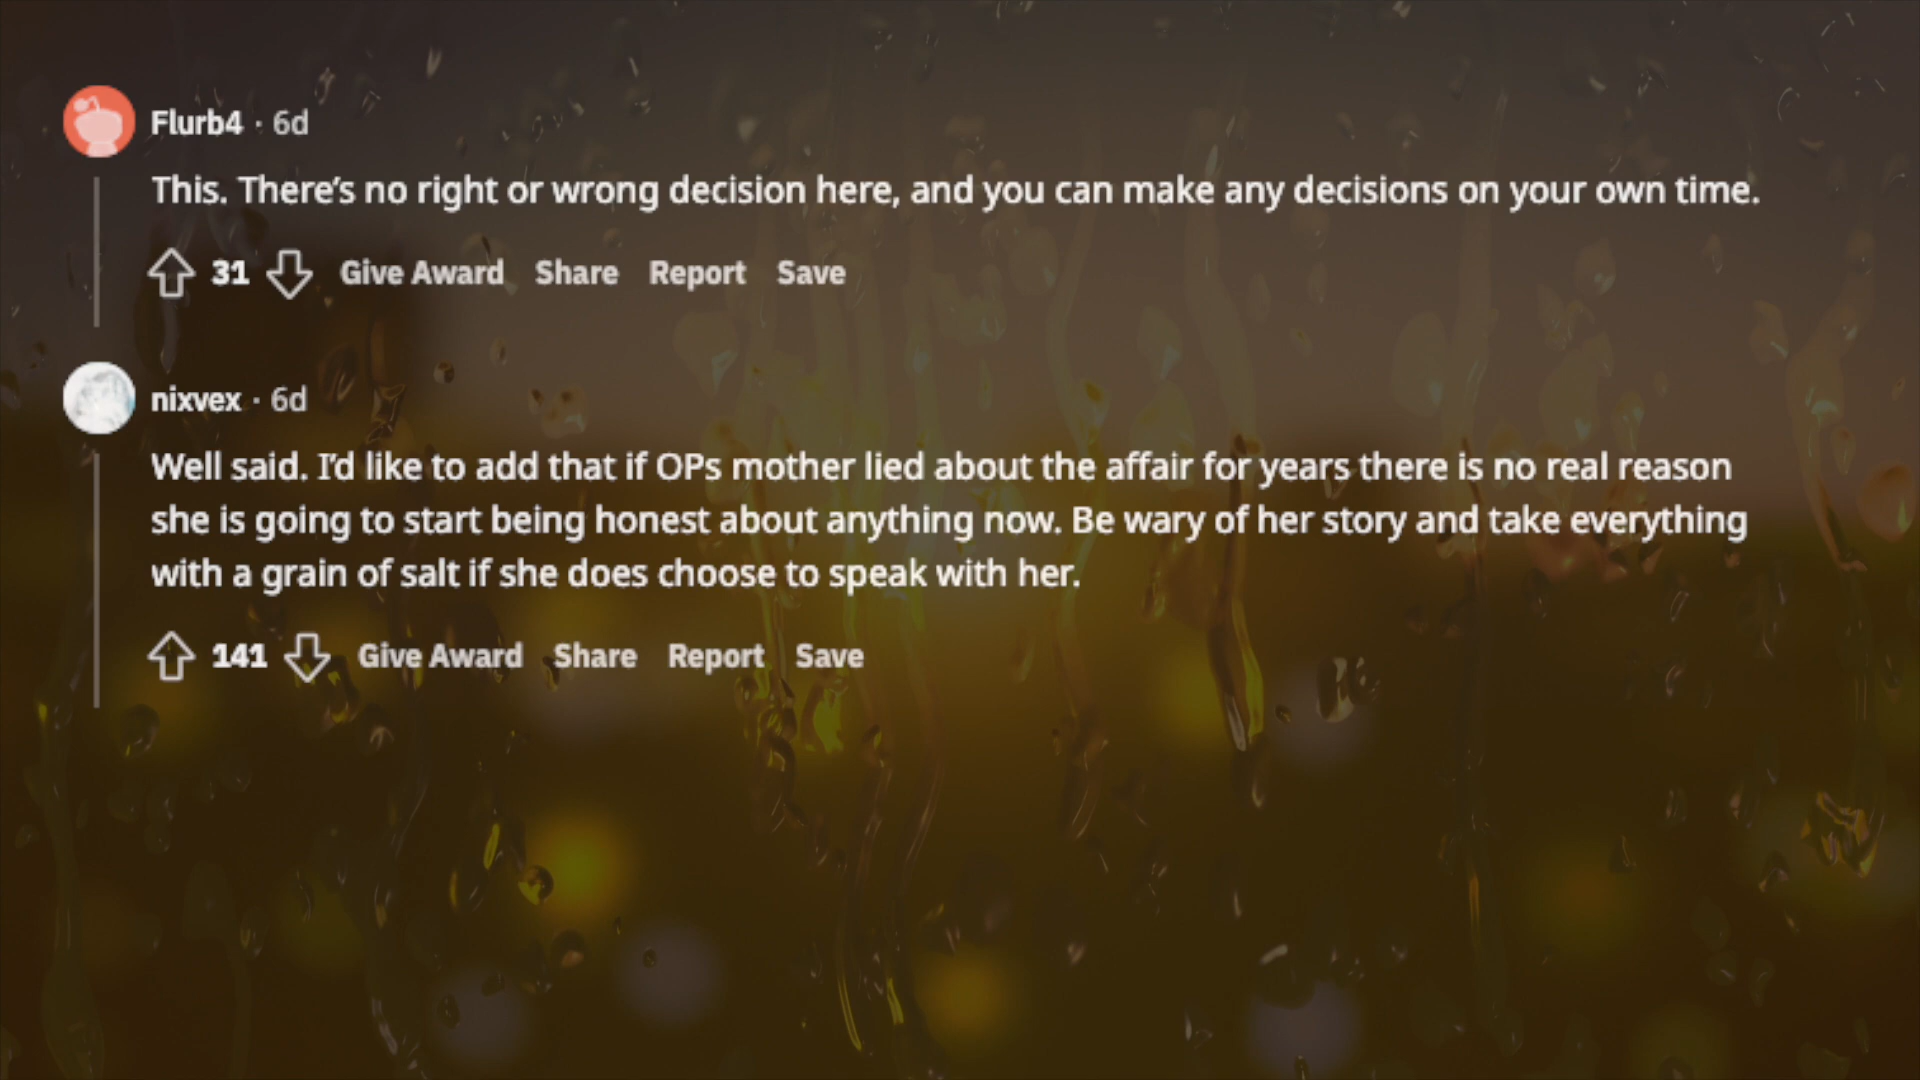 Flurb4 · 6d
This. There's no right or wrong decision here, and you can make any decisions on your own time.
31 Give Award Share Report Save
nixvex · 6d
Well said. I'd like to add that if OPs mother lied about the affair for years there is no real reason
she is going to start being honest about anything now. Be wary of her story and take everything
with a grain of salt if she does choose to speak with her.
141 Give Award Share Report Save